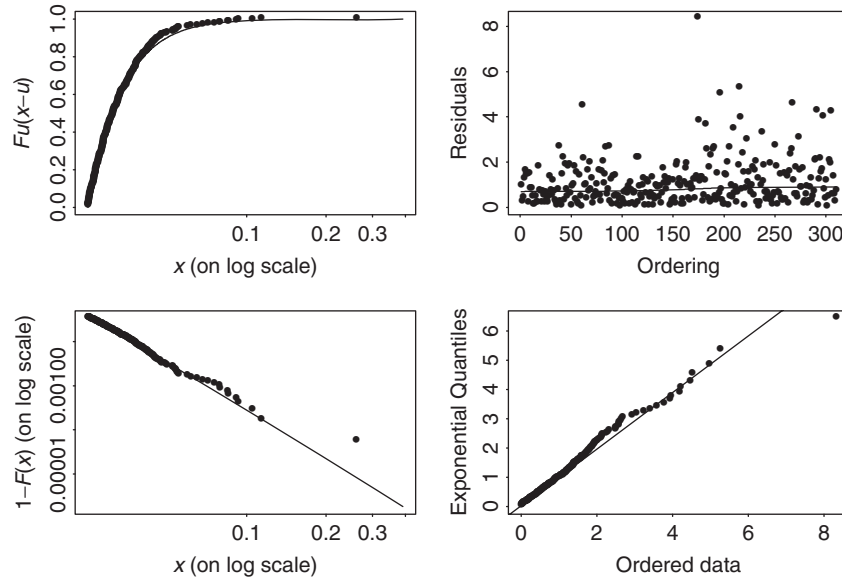 Fu(x–u)
0.0 0.2 0.4 0.6 0.8 1.0
0.1 0.2 0.3
x (on log scale)
Residuals
0 2 4 6 8
0 50 100 150 200 250 300
Ordering
1–F(x) (on log scale)
0.00001 0.00100
0.1 0.2 0.3
x (on log scale)
Exponential Quantiles
0 1 2 3 4 5 6
0 2 4 6 8
Ordered data